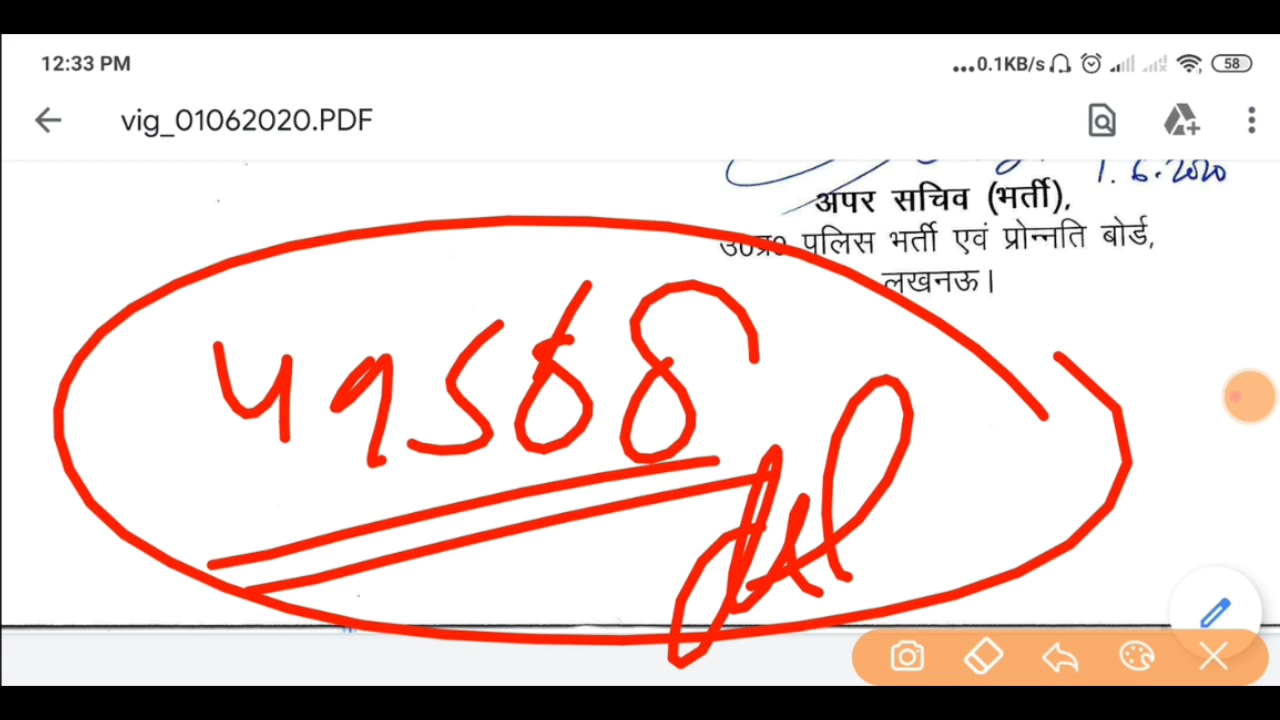 12:33 PM ...0.1KB/s 58
vig_01062020.PDF
1.6.2020
अपर सचिव (भर्ती),
उ0प्र0 पुलिस भर्ती एवं प्रोन्नति बोर्ड,
लखनऊ।
49568